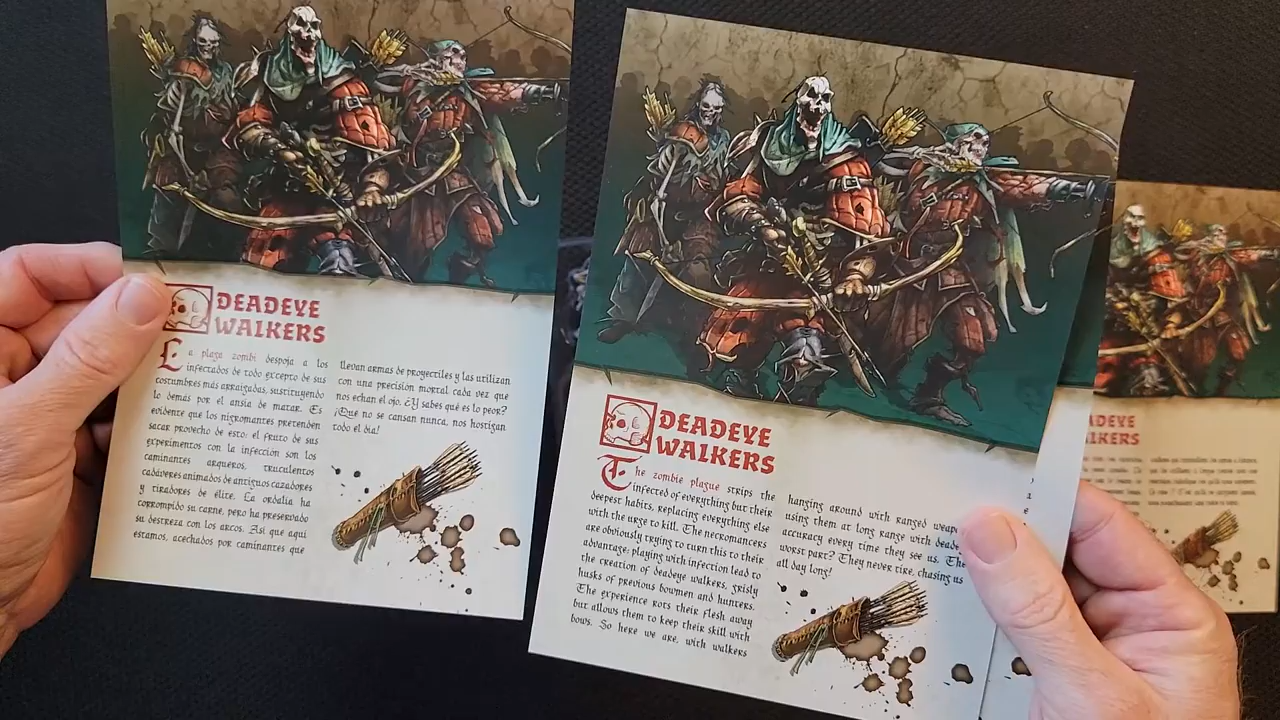 DEADEYE
WALKERS
La plaga zombi despoja a los
infectados de todo excepto de sus
costumbres más arraigadas, sustituyendo
lo demás por el ansia de matar. Es
evidente que los nigromantes pretenden
sacar provecho de esto: el fruto de sus
experimentos con la infección son los
caminantes arqueros, truculentos
cadáveres animados de antiguos cazadores
y tiradores de élite. La ordalía ha
corrompido su carne, pero ha preservado
su destreza con los arcos. Así que aquí
estamos, acechados por caminantes que
llevan armas de proyectiles y las utilizan
con una precisión mortal cada vez que
nos echan el ojo. ¿Y sabes qué es lo peor?
¡Que no se cansan nunca, nos hostigan
todo el día!
DEADEYE
WALKERS
The zombie plague strips the
infected of everything but their
deepest habits, replacing everything else
with the urge to kill. The necromancers
are obviously trying to turn this to their
advantage: playing with infection lead to
the creation of deadeye walkers, grisly
husks of previous bowmen and hunters.
The experience rots their flesh away
but allows them to keep their skill with
bows. So here we are, with walkers
hanging around with ranged
using them at long range with
accuracy every time they see us. The
worst part? They never tire, chasing us
all day long!